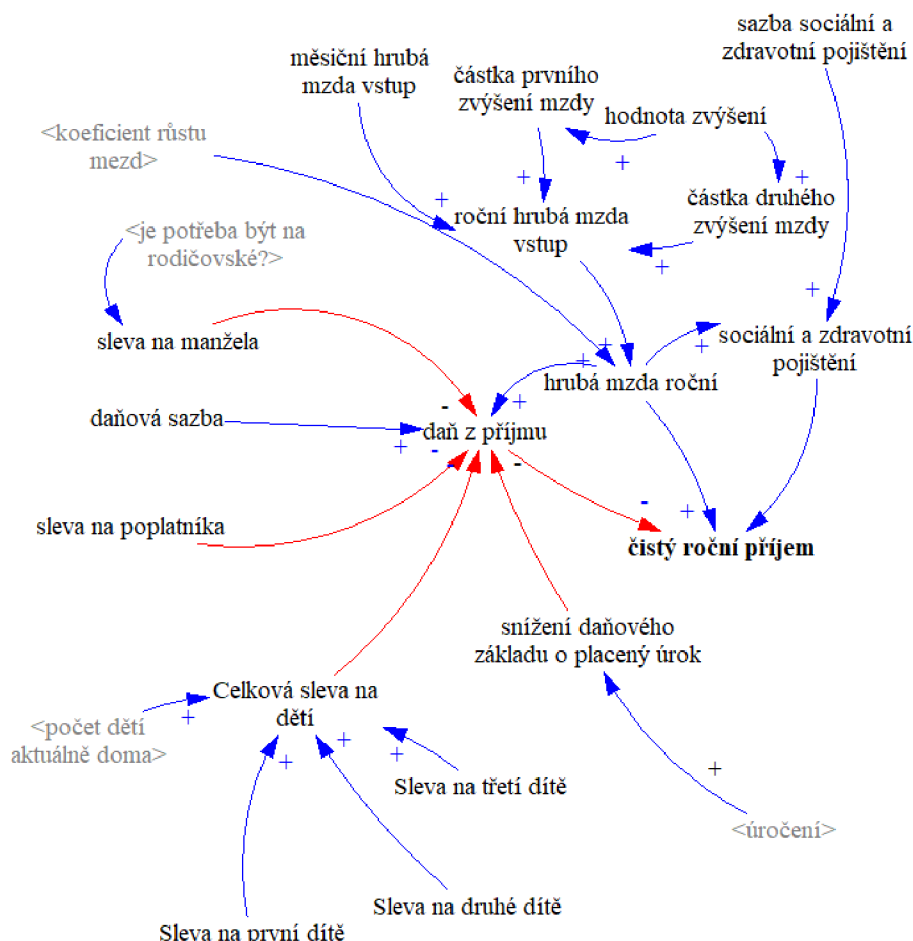 sazba sociální a
zdravotní pojištění
měsíční hrubá
mzda vstup
částka prvního
zvýšení mzdy
hodnota zvýšení
<koeficient růstu
mezd>
+
+
+
částka druhého
zvýšení mzdy
+
roční hrubá mzda
vstup
<je potřeba být na
rodičovské?>
+
+
sleva na manžela
sociální a zdravotní
pojištění
+
+
+
hrubá mzda roční
+
-
daňová sazba
daň z příjmu
+
-
-
-
sleva na poplatníka
-
+
čistý roční příjem
snížení daňového
základu o placený úrok
Celková sleva na
dětí
<počet dětí
aktuálně doma>
+
+
+
+
Sleva na třetí dítě
+
<úročení>
Sleva na druhé dítě
Sleva na první dítě